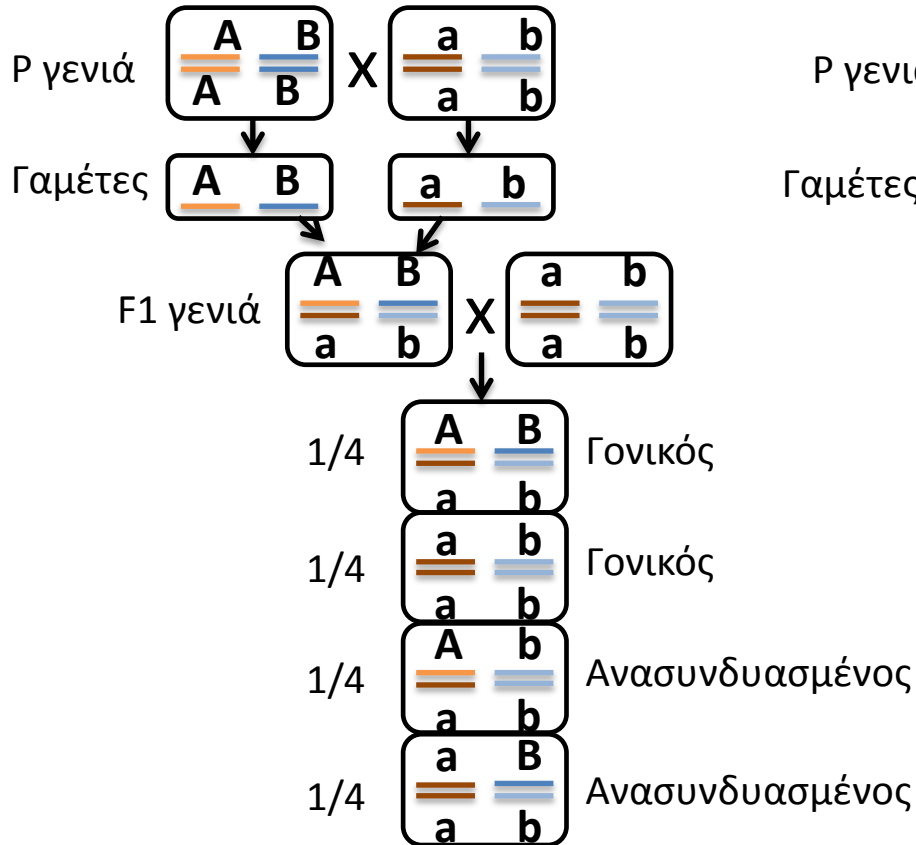 A B a b
P γενιά X P γενιά
A B a b
Γαμέτες A B a b Γαμέτες
A B a b
F1 γενιά X
a b a b
A B
1/4 Γονικός
a b
a b
1/4 Γονικός
a b
A b
1/4 Ανασυνδυασμένος
a b
a B
1/4 Ανασυνδυασμένος
a b